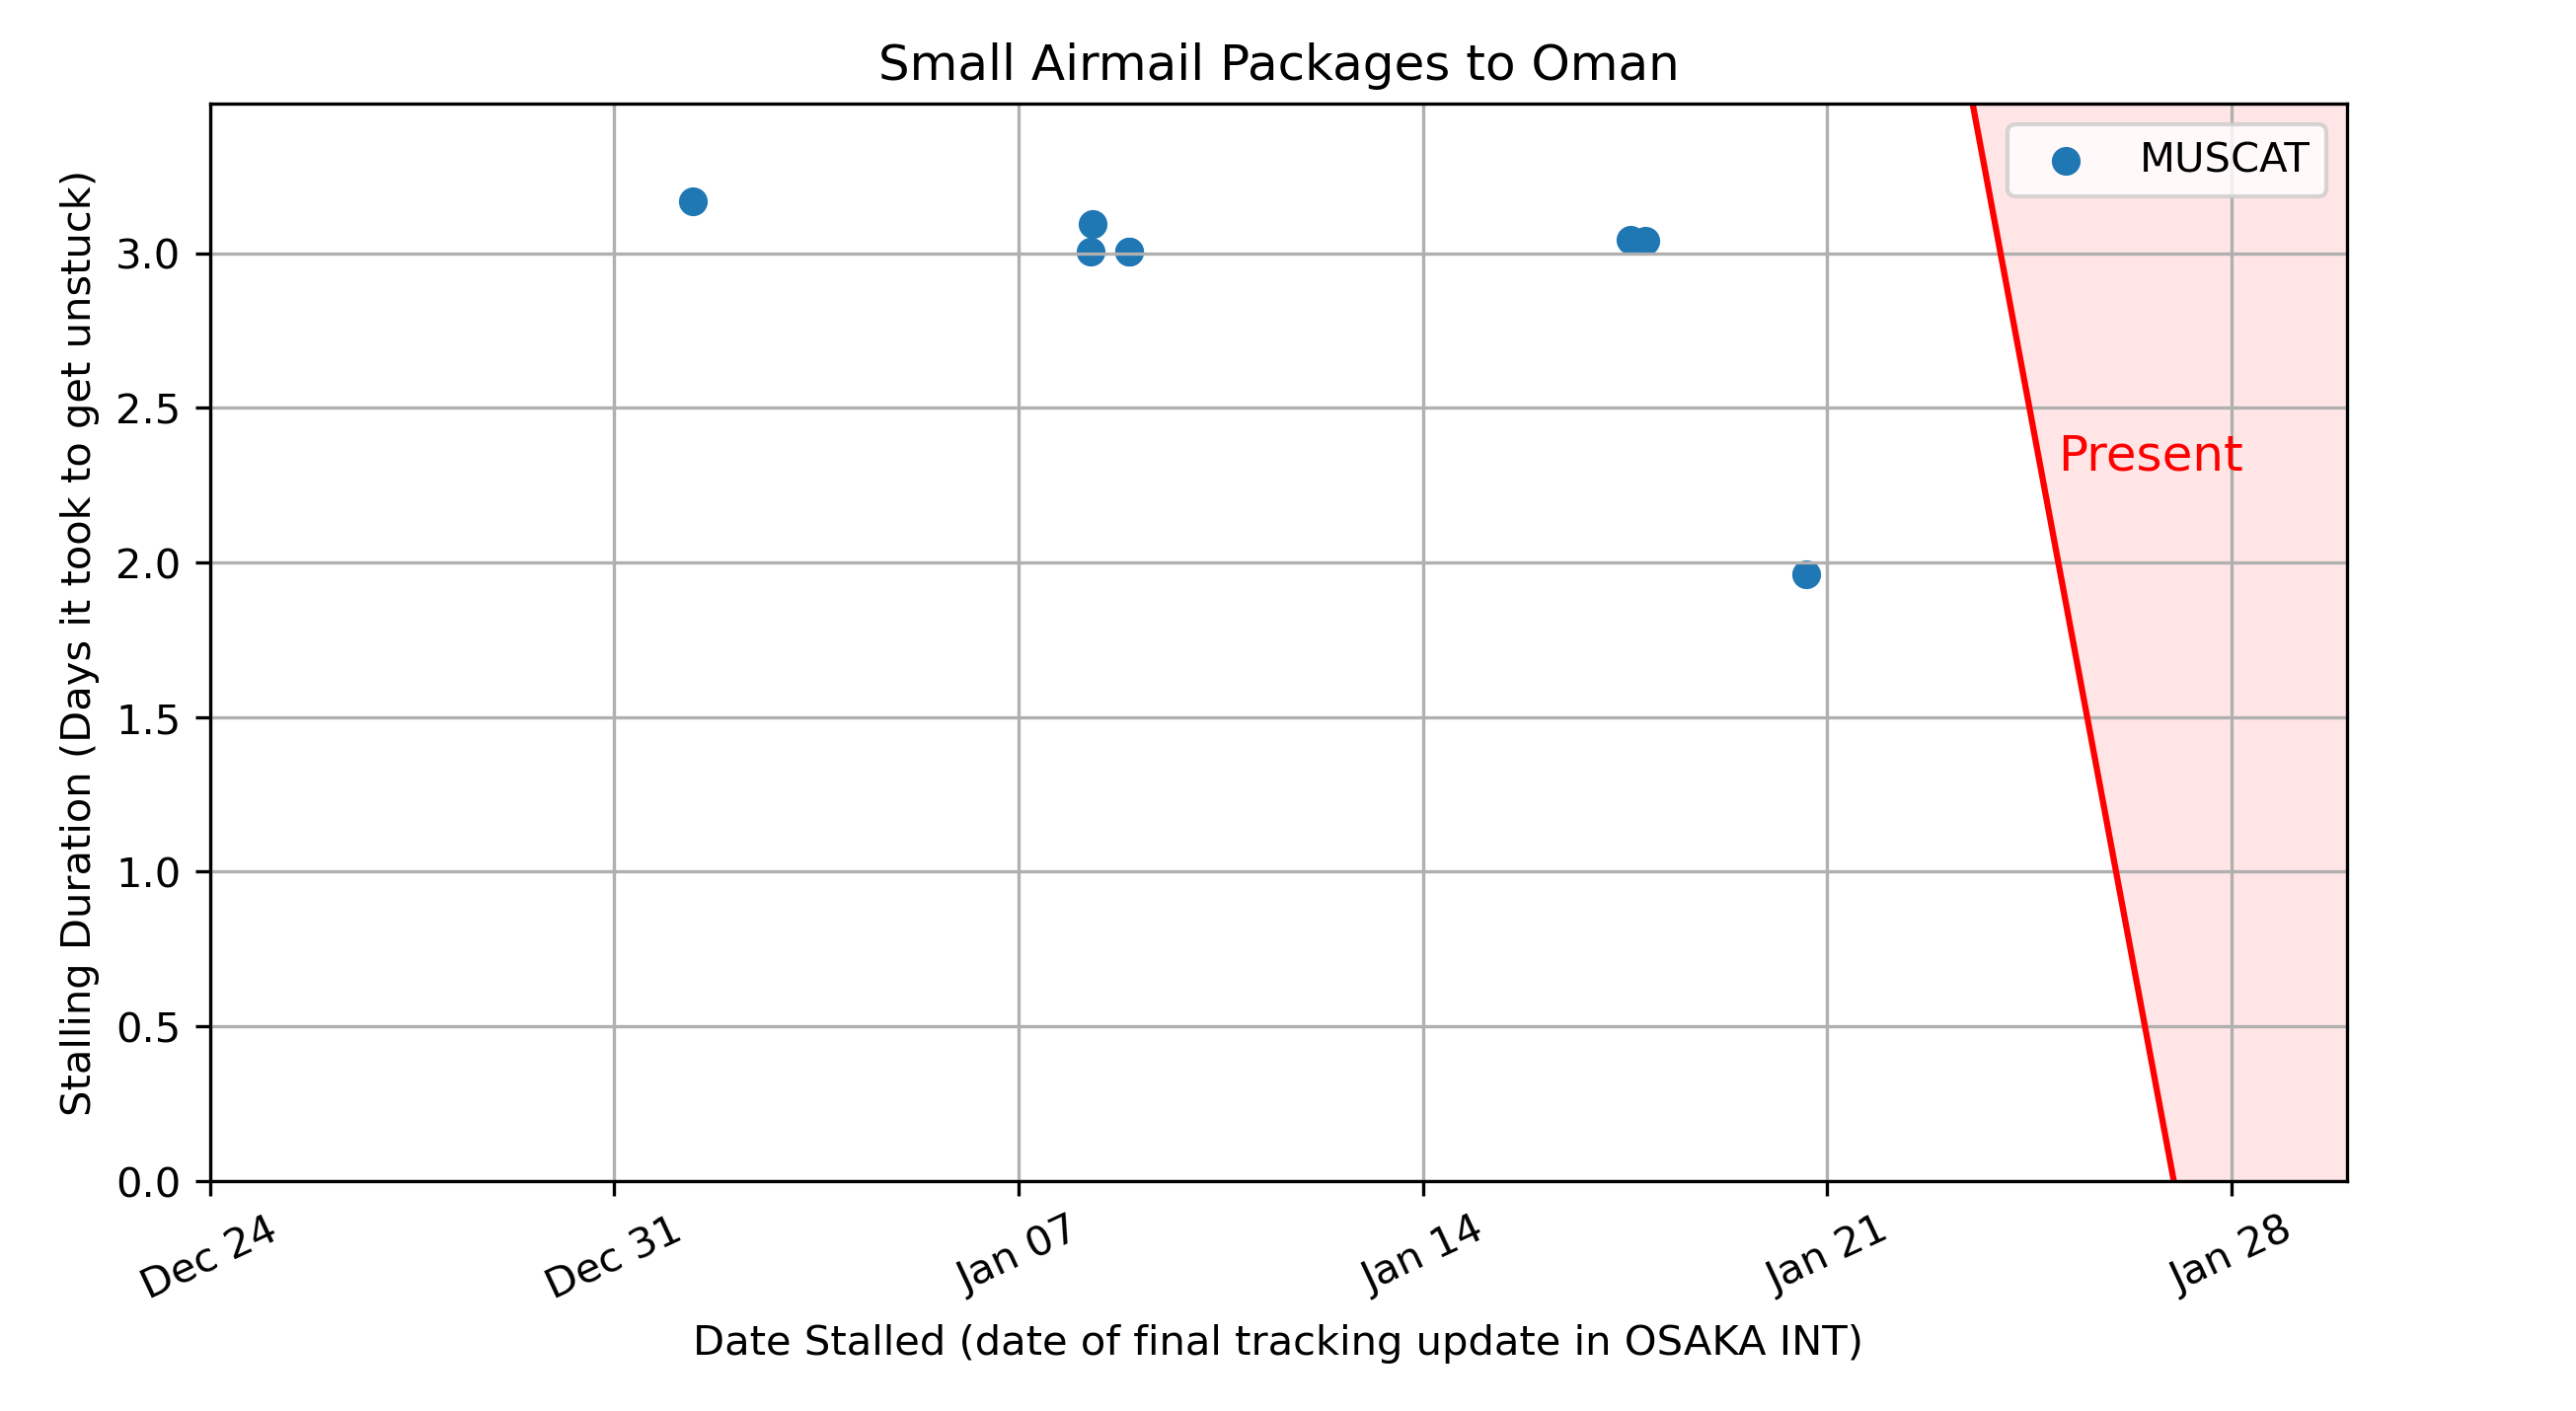 Small Airmail Packages to Oman
MUSCAT
Present
Stalling Duration (Days it took to get unstuck)
3.0
2.5
2.0
1.5
1.0
0.5
0.0
Dec 24
Dec 31
Jan 07
Jan 14
Jan 21
Jan 28
Date Stalled (date of final tracking update in OSAKA INT)